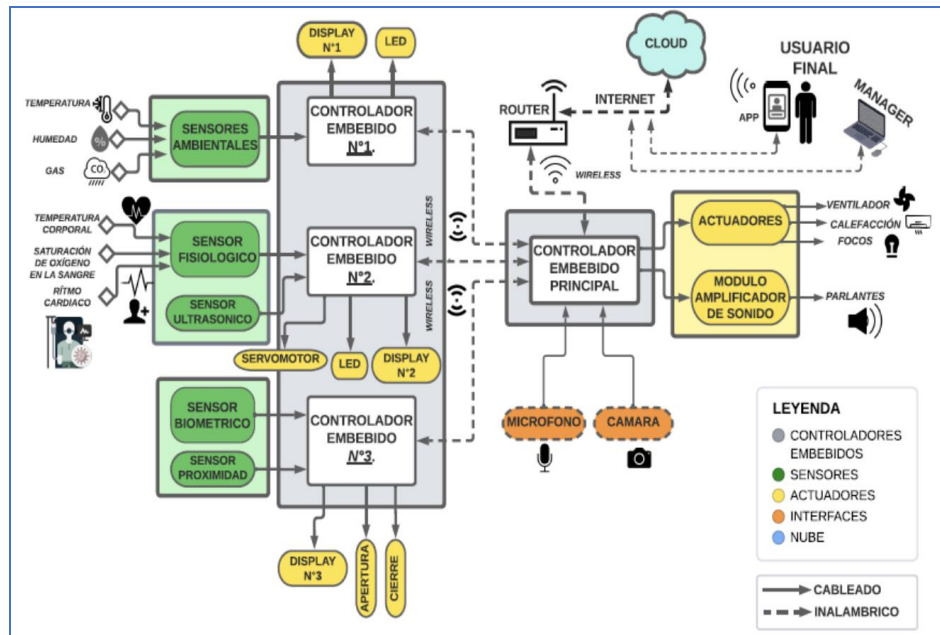 DISPLAY
N°1
LED
TEMPERATURA
HUMEDAD
%
GAS
CO₂
SENSORES
AMBIENTALES
CONTROLADOR
EMBEBIDO
N°1.
TEMPERATURA
CORPORAL
SATURACIÓN
DE OXÍGENO
EN LA SANGRE
RÍTMO
CARDIACO
SENSOR
FISIOLOGICO
SENSOR
ULTRASONICO
CONTROLADOR
EMBEBIDO
N°2.
SERVOMOTOR
LED
DISPLAY
N°2
SENSOR
BIOMETRICO
SENSOR
PROXIMIDAD
CONTROLADOR
EMBEBIDO
N°3.
DISPLAY
N°3
APERTURA
CIERRE
WIRELESS
WIRELESS
CLOUD
INTERNET
ROUTER
WIRELESS
USUARIO
FINAL
APP
MANAGER
CONTROLADOR
EMBEBIDO
PRINCIPAL
ACTUADORES
VENTILADOR
CALEFACCIÓN
FOCOS
MODULO
AMPLIFICADOR
DE SONIDO
PARLANTES
MICROFONO
CAMARA
LEYENDA
CONTROLADORES
EMBEBIDOS
SENSORES
ACTUADORES
INTERFACES
NUBE
CABLEADO
INALAMBRICO